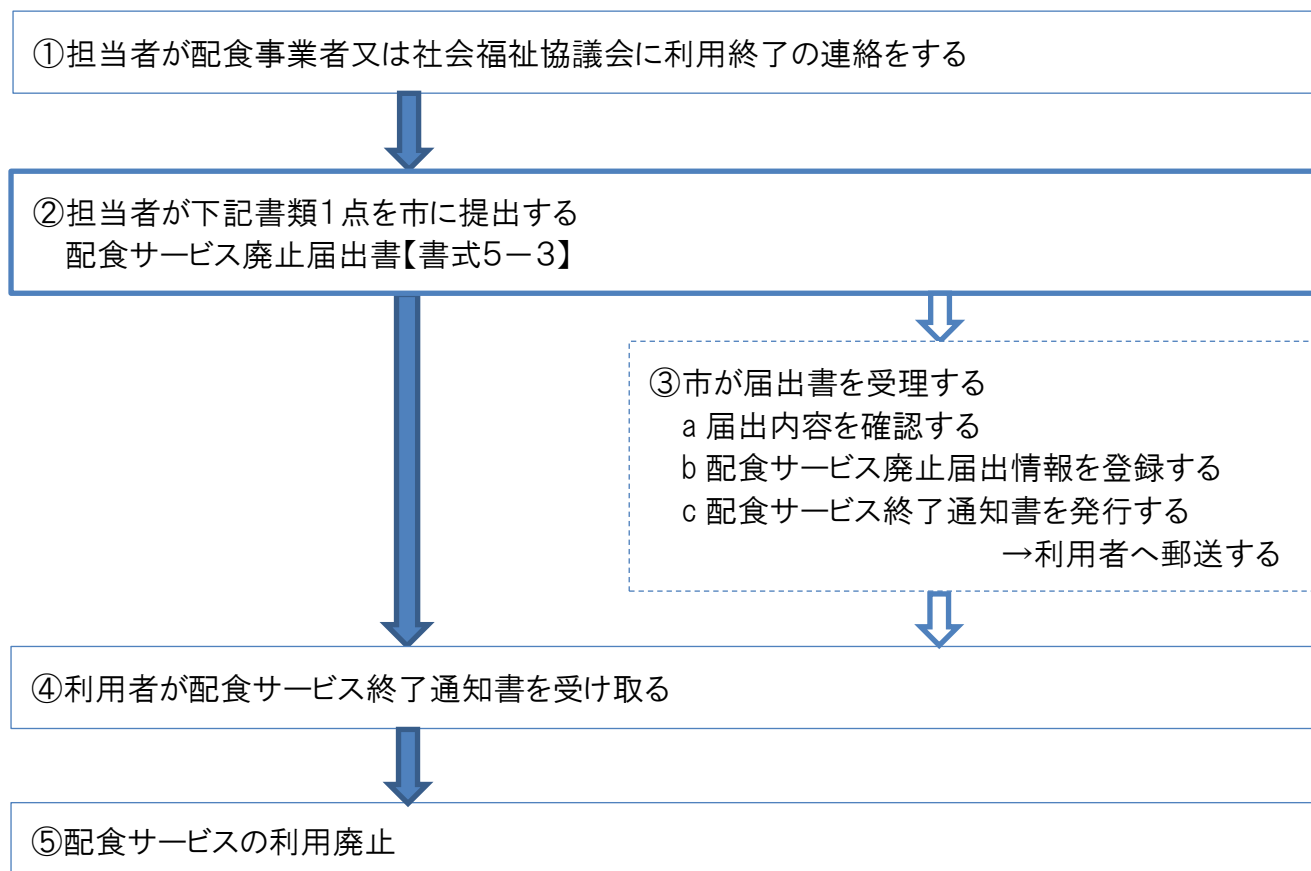 ①担当者が配食事業者又は社会福祉協議会に利用終了の連絡をする
②担当者が下記書類1点を市に提出する
配食サービス廃止届出書【書式5－3】
③市が届出書を受理する
a 届出内容を確認する
b 配食サービス廃止届出情報を登録する
c 配食サービス終了通知書を発行する
→利用者へ郵送する
④利用者が配食サービス終了通知書を受け取る
⑤配食サービスの利用廃止